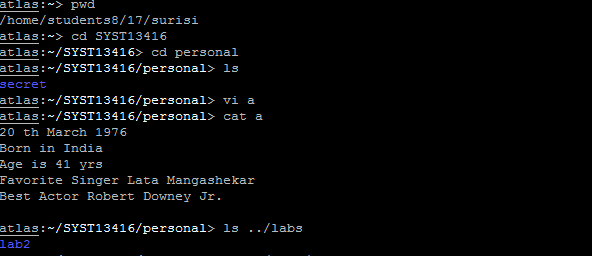 atlas:~> pwd
/home/students8/17/surisi
atlas:~> cd SYST13416
atlas:~/SYST13416> cd personal
atlas:~/SYST13416/personal> ls
secret
atlas:~/SYST13416/personal> vi a
atlas:~/SYST13416/personal> cat a
20 th March 1976
Born in India
Age is 41 yrs
Favorite Singer Lata Mangashekar
Best Actor Robert Downey Jr.
atlas:~/SYST13416/personal> ls ../labs
lab2